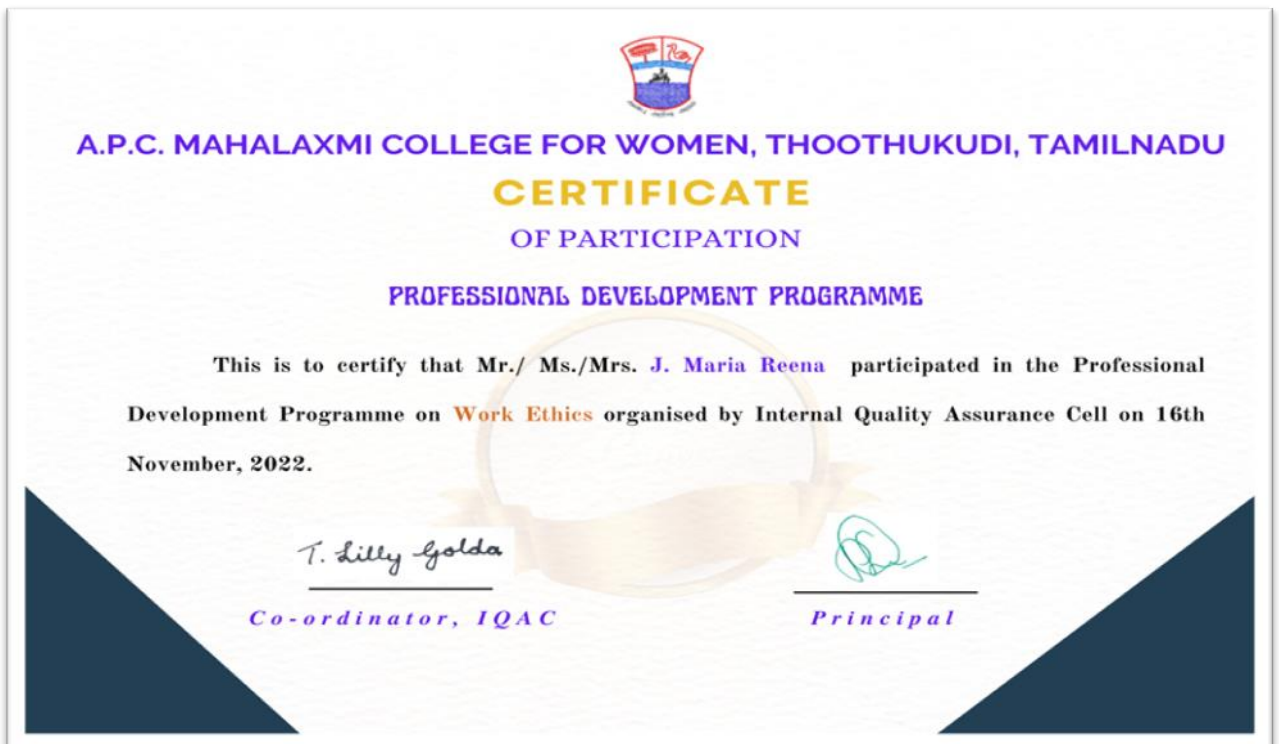 A.P.C. MAHALAXMI COLLEGE FOR WOMEN, THOOTHUKUDI, TAMILNADU
CERTIFICATE
OF PARTICIPATION
PROFESSIONAL DEVELOPMENT PROGRAMME
This is to certify that Mr./ Ms./Mrs. J. Maria Reena participated in the Professional
Development Programme on Work Ethics organised by Internal Quality Assurance Cell on 16th
November, 2022.
T. Lilly Golda
Co-ordinator, IQAC
Principal